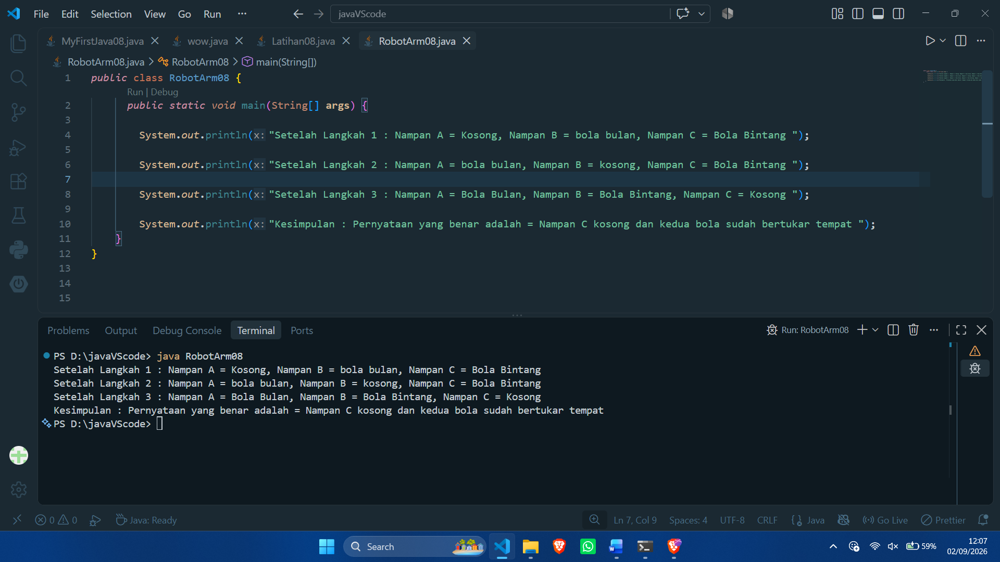 File Edit Selection View Go Run ··· javaVScode
MyFirstJava08.java wow.java Latihan08.java RobotArm08.java
RobotArm08.java > RobotArm08 > main(String[])
1 public class RobotArm08 {
Run | Debug
2 public static void main(String[] args) {
3
4 System.out.println(x: "Setelah Langkah 1 : Nampan A = Kosong, Nampan B = bola bulan, Nampan C = Bola Bintang ");
5
6 System.out.println(x: "Setelah Langkah 2 : Nampan A = bola bulan, Nampan B = kosong, Nampan C = Bola Bintang ");
7
8 System.out.println(x: "Setelah Langkah 3 : Nampan A = Bola Bulan, Nampan B = Bola Bintang, Nampan C = Kosong ");
9
10 System.out.println(x: "Kesimpulan : Pernyataan yang benar adalah = Nampan C kosong dan kedua bola sudah bertukar tempat ");
11 }
12 }
13
14
15
Problems Output Debug Console Terminal Ports Run: RobotArm08
PS D:\javaVScode> java RobotArm08
Setelah Langkah 1 : Nampan A = Kosong, Nampan B = bola bulan, Nampan C = Bola Bintang
Setelah Langkah 2 : Nampan A = bola bulan, Nampan B = kosong, Nampan C = Bola Bintang
Setelah Langkah 3 : Nampan A = Bola Bulan, Nampan B = Bola Bintang, Nampan C = Kosong
Kesimpulan : Pernyataan yang benar adalah = Nampan C kosong dan kedua bola sudah bertukar tempat
PS D:\javaVScode>
0 0 Java: Ready Ln 7, Col 9 Spaces: 4 UTF-8 CRLF Java Go Live Prettier
Search 59% 12:07
02/09/2026